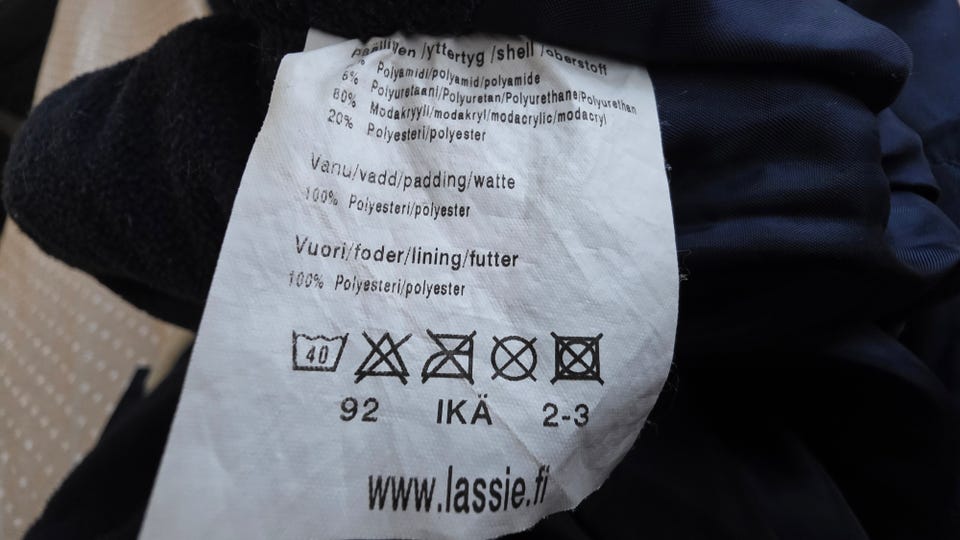 Päällinen /yttertyg /shell /oberstoff
% Polyamidi/polyamid/polyamide
6% Polyuretaani/Polyuretan/Polyurethane/Polyurethan
80% Modakryyli/modakryl/modacrylic/modacryl
20% Polyesteri/polyester
Vanu/vadd/padding/watte
100% Polyesteri/polyester
Vuori/foder/lining/futter
100% Polyesteri/polyester
40
92 IKÄ 2-3
www.lassie.fi